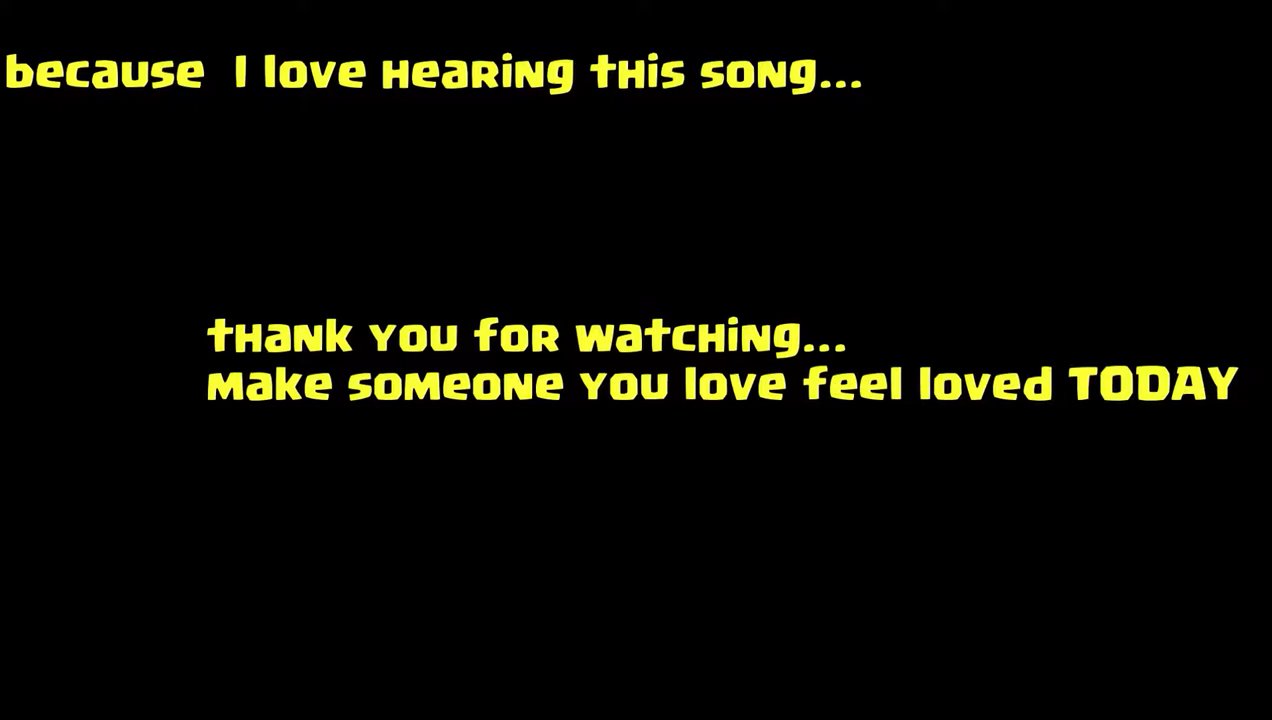 because I love hearing this song...
thank you for watching...
make someone you love feel loved TODAY